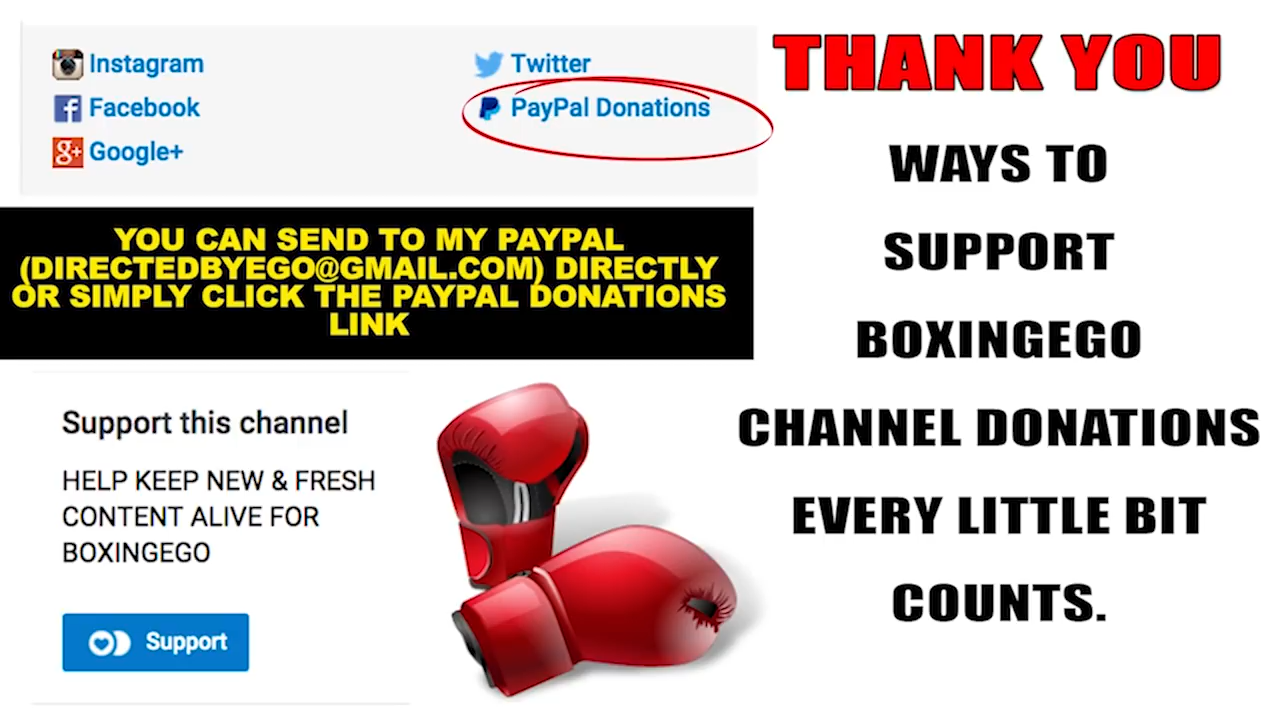 Instagram
Twitter
Facebook
PayPal Donations
Google+
YOU CAN SEND TO MY PAYPAL
(DIRECTEDBYEGO@GMAIL.COM) DIRECTLY
OR SIMPLY CLICK THE PAYPAL DONATIONS
LINK
Support this channel
HELP KEEP NEW & FRESH
CONTENT ALIVE FOR
BOXINGEGO
Support
THANK YOU
WAYS TO
SUPPORT
BOXINGEGO
CHANNEL DONATIONS
EVERY LITTLE BIT
COUNTS.